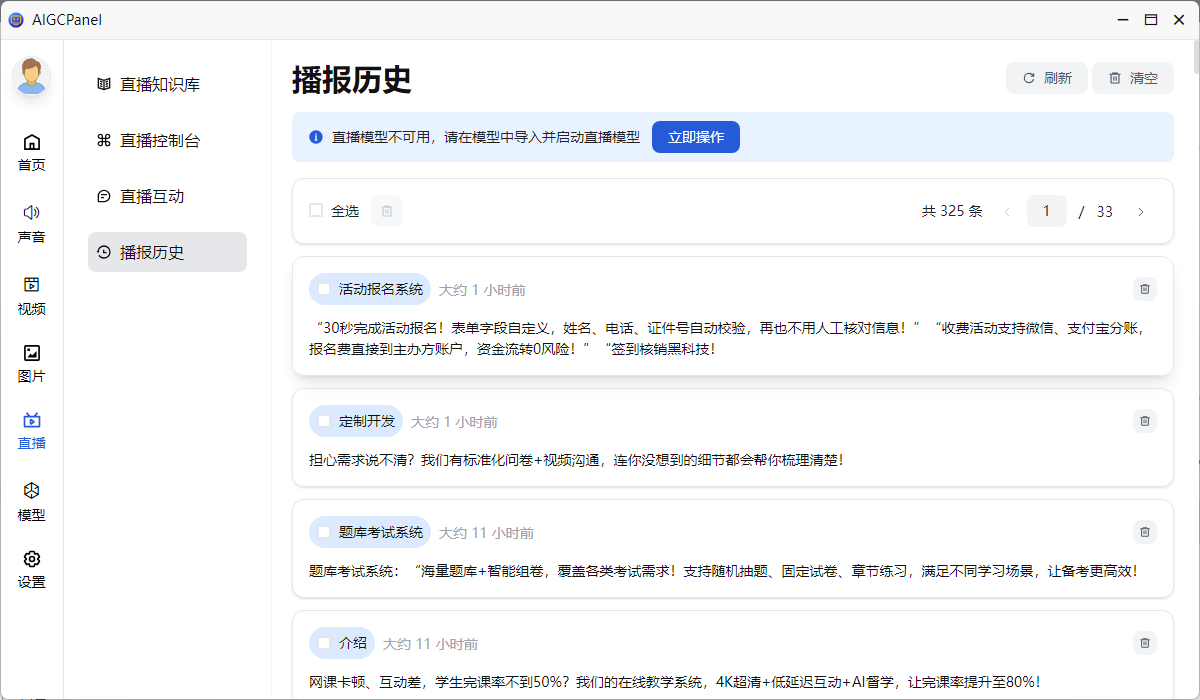 AIGCPanel
首页
声音
视频
图片
直播
模型
设置
直播知识库
直播控制台
直播互动
播报历史
播报历史
刷新
清空
直播模型不可用，请在模型中导入并启动直播模型
立即操作
全选
共 325 条
1 / 33
活动报名系统 大约 1 小时前
“30秒完成活动报名！表单字段自定义，姓名、电话、证件号自动校验，再也不用人工核对信息！” “收费活动支持微信、支付宝分账，
报名费直接到主办方账户，资金流转0风险！” “签到核销黑科技！
定制开发 大约 1 小时前
担心需求说不清？我们有标准化问卷+视频沟通，连你没想到的细节都会帮你梳理清楚！
题库考试系统 大约 11 小时前
题库考试系统：“海量题库+智能组卷，覆盖各类考试需求！支持随机抽题、固定试卷、章节练习，满足不同学习场景，让备考更高效！
介绍 大约 11 小时前
网课卡顿、互动差，学生完课率不到50%？我们的在线教学系统，4K超清+低延迟互动+AI督学，让完课率提升至80%！